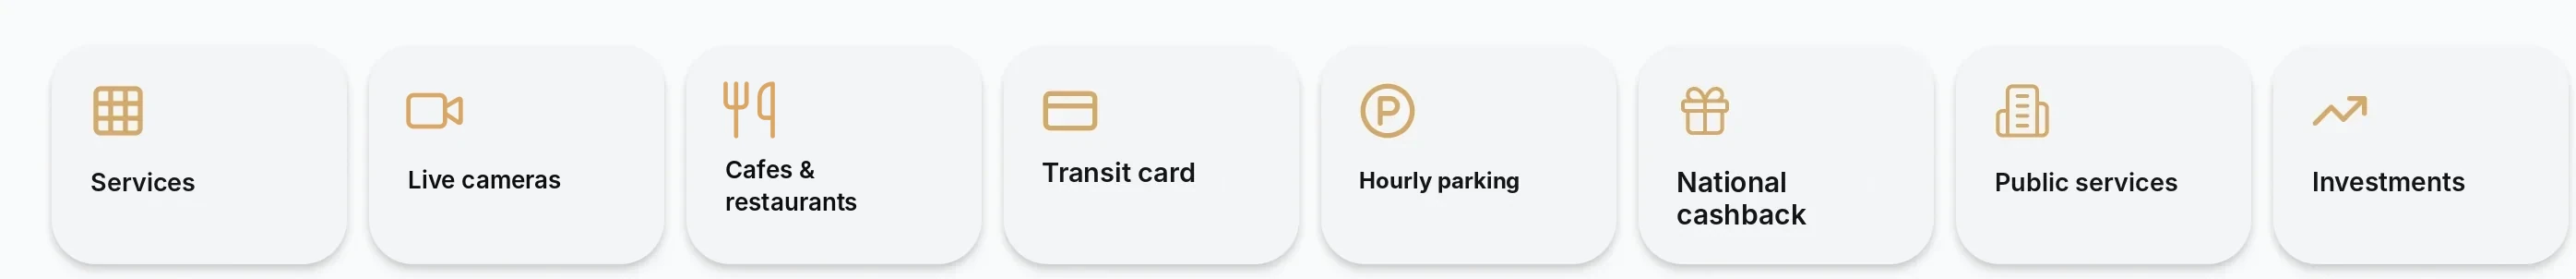 Services
Live cameras
Cafes &
restaurants
Transit card
Hourly parking
National
cashback
Public services
Investments